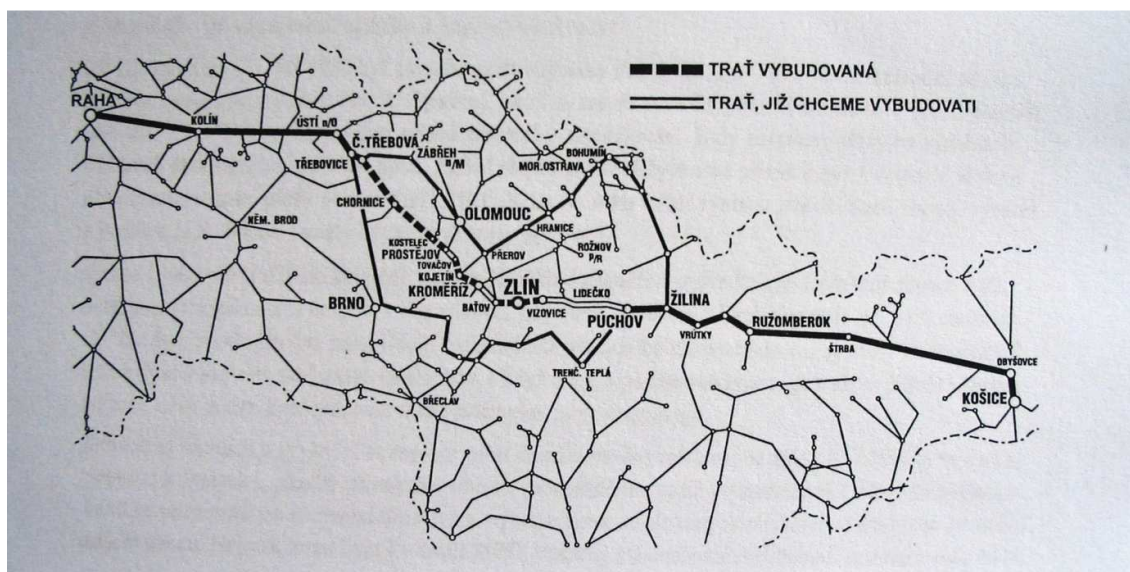 TRAŤ VYBUDOVANÁ
TRAŤ, JIŽ CHCEME VYBUDOVATI
RAHA
KOLÍN
ÚSTÍ n/O
Č.TŘEBOVÁ
TŘEBOVICE
ZÁBŘEH
n/M
BOHUMÍN
MOR.OSTRAVA
CHORNICE
NĚM. BROD
OLOMOUC
HRANICE
KOSTELEC
PROSTĚJOV
ROŽNOV
p/R
TOVAČOV
PŘEROV
KOJETÍN
KROMĚŘÍŽ
ZLÍN
LIDEČKO
BRNO
BAŤOV
VIZOVICE
PÚCHOV
ŽILINA
VRÚTKY
RUŽOMBEROK
ŠTRBA
OBYŠOVCE
TRENČ. TEPLÁ
BŘECLAV
KOŠICE